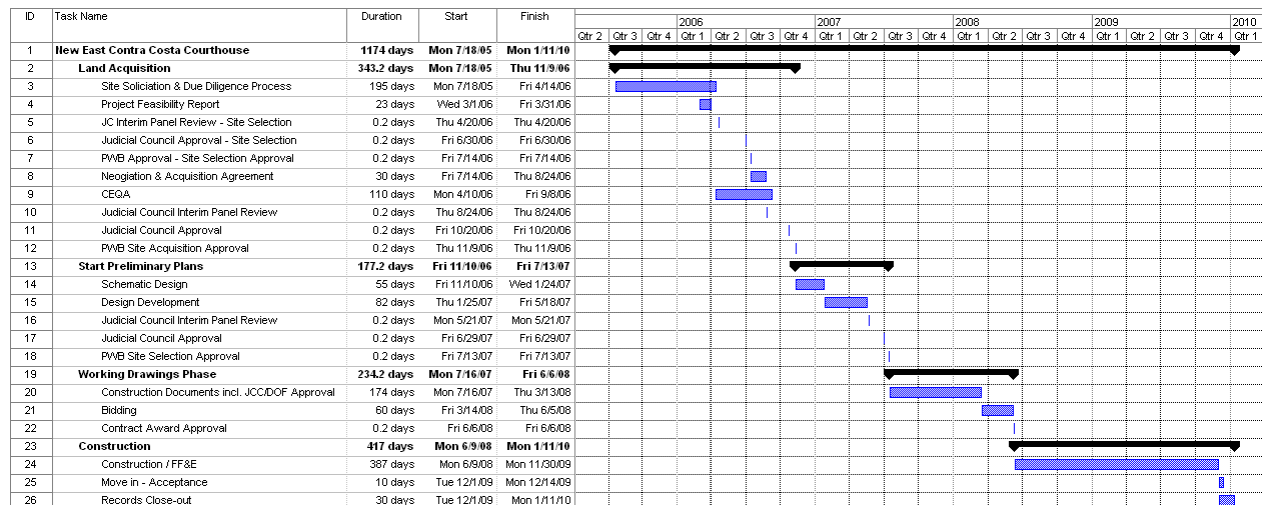 ID Task Name Duration Start Finish 2006 2007 2008 2009 2010
Qtr 2 Qtr 3 Qtr 4 Qtr 1 Qtr 2 Qtr 3 Qtr 4 Qtr 1 Qtr 2 Qtr 3 Qtr 4 Qtr 1 Qtr 2 Qtr 3 Qtr 4 Qtr 1 Qtr 2 Qtr 3 Qtr 4 Qtr 1
1 New East Contra Costa Courthouse 1174 days Mon 7/18/05 Mon 1/11/10
2 Land Acquisition 343.2 days Mon 7/18/05 Thu 11/9/06
3 Site Soliciation & Due Diligence Process 195 days Mon 7/18/05 Fri 4/14/06
4 Project Feasibility Report 23 days Wed 3/1/06 Fri 3/31/06
5 JC Interim Panel Review - Site Selection 0.2 days Thu 4/20/06 Thu 4/20/06
6 Judicial Council Approval - Site Selection 0.2 days Fri 6/30/06 Fri 6/30/06
7 PWB Approval - Site Selection Approval 0.2 days Fri 7/14/06 Fri 7/14/06
8 Neogiation & Acquisition Agreement 30 days Fri 7/14/06 Thu 8/24/06
9 CEQA 110 days Mon 4/10/06 Fri 9/8/06
10 Judicial Council Interim Panel Review 0.2 days Thu 8/24/06 Thu 8/24/06
11 Judicial Council Approval 0.2 days Fri 10/20/06 Fri 10/20/06
12 PWB Site Acquisition Approval 0.2 days Thu 11/9/06 Thu 11/9/06
13 Start Preliminary Plans 177.2 days Fri 11/10/06 Fri 7/13/07
14 Schematic Design 55 days Fri 11/10/06 Wed 1/24/07
15 Design Development 82 days Thu 1/25/07 Fri 5/18/07
16 Judicial Council Interim Panel Review 0.2 days Mon 5/21/07 Mon 5/21/07
17 Judicial Council Approval 0.2 days Fri 6/29/07 Fri 6/29/07
18 PWB Site Selection Approval 0.2 days Fri 7/13/07 Fri 7/13/07
19 Working Drawings Phase 234.2 days Mon 7/16/07 Fri 6/6/08
20 Construction Documents incl. JCC/DOF Approval 174 days Mon 7/16/07 Thu 3/13/08
21 Bidding 60 days Fri 3/14/08 Thu 6/5/08
22 Contract Award Approval 0.2 days Fri 6/6/08 Fri 6/6/08
23 Construction 417 days Mon 6/9/08 Mon 1/11/10
24 Construction / FF&E 387 days Mon 6/9/08 Mon 11/30/09
25 Move in - Acceptance 10 days Tue 12/1/09 Mon 12/14/09
26 Records Close-out 30 days Tue 12/1/09 Mon 1/11/10